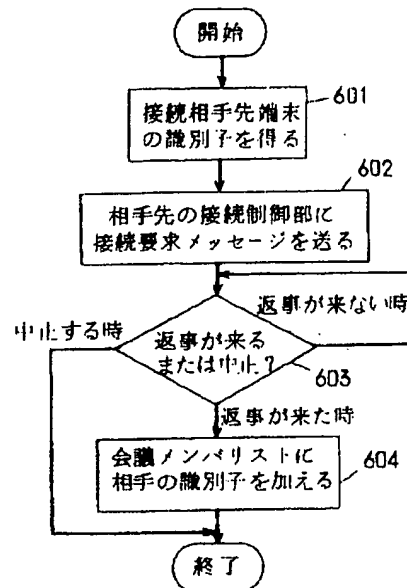 開始
601
接続相手先端末
の識別子を得る
602
相手先の接続制御部に
接続要求メッセージを送る
中止する時
返事が来ない時
返事が来る
または中止?
603
返事が来た時
会議メンバリストに
相手の識別子を加える
604
終了